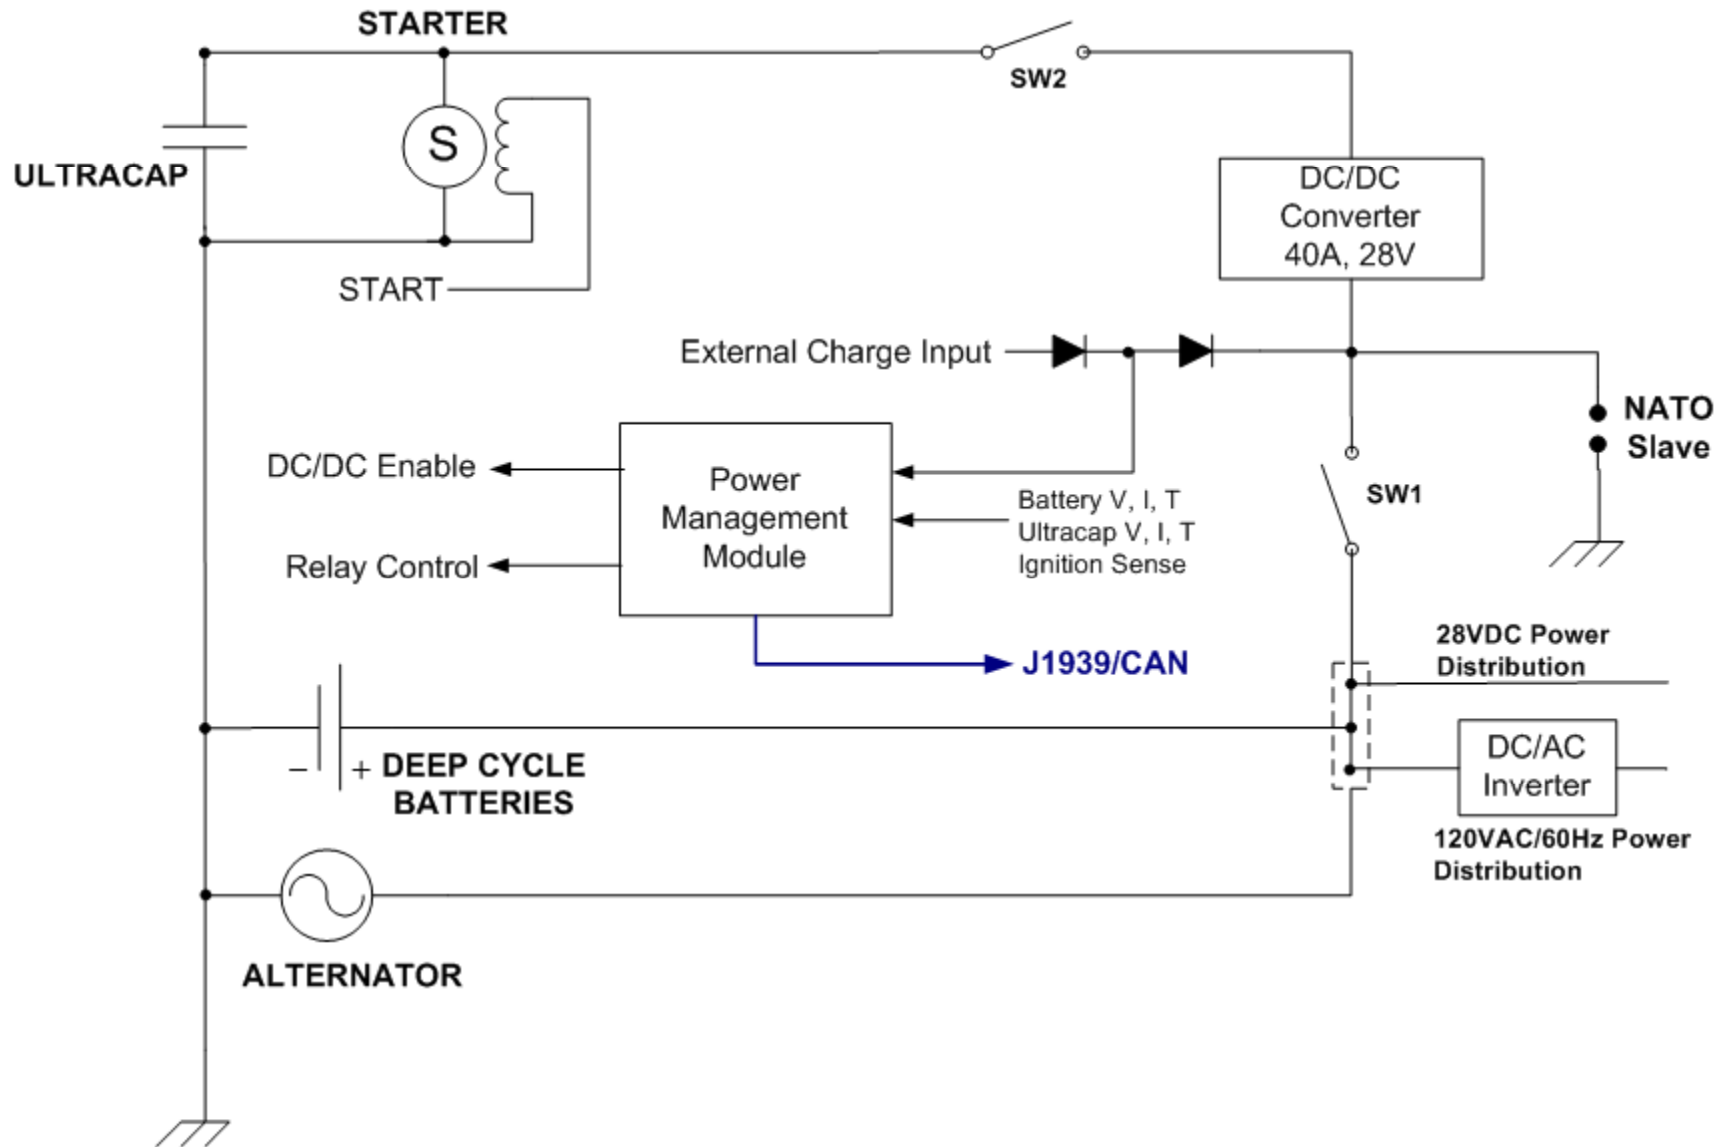 STARTER
SW2
ULTRACAP
S
START
DC/DC
Converter
40A, 28V
External Charge Input
NATO
Slave
DC/DC Enable
Relay Control
Power
Management
Module
Battery V, I, T
Ultracap V, I, T
Ignition Sense
SW1
J1939/CAN
28VDC Power
Distribution
− + DEEP CYCLE
BATTERIES
DC/AC
Inverter
120VAC/60Hz Power
Distribution
ALTERNATOR